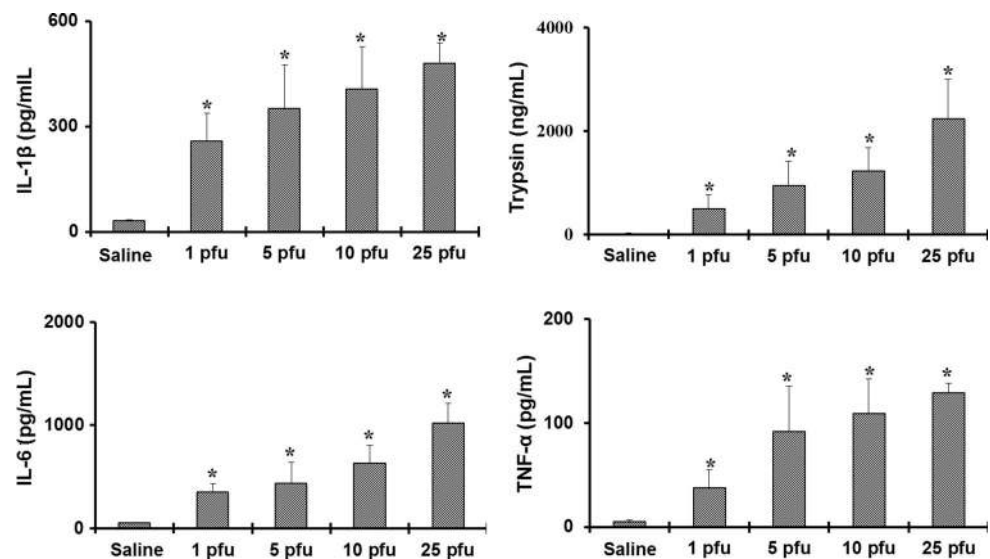 IL-1β (pg/mlL)
600
300
0
*
*
*
*
Saline
1 pfu
5 pfu
10 pfu
25 pfu
Trypsin (ng/mL)
4000
2000
0
*
*
*
*
Saline
1 pfu
5 pfu
10 pfu
25 pfu
IL-6 (pg/mL)
2000
1000
0
*
*
*
*
Saline
1 pfu
5 pfu
10 pfu
25 pfu
TNF-α (pg/mL)
200
100
0
*
*
*
*
Saline
1 pfu
5 pfu
10 pfu
25 pfu